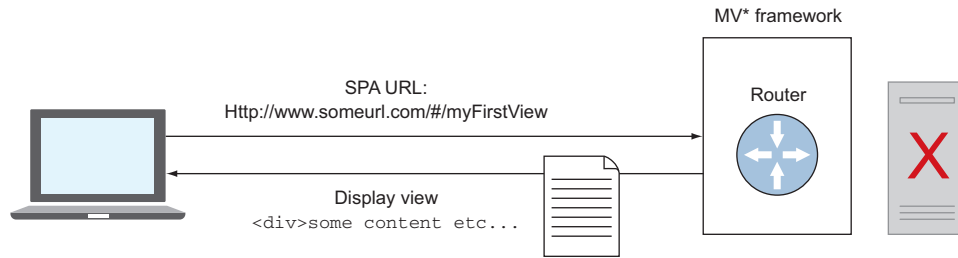 MV* framework
SPA URL:
Http://www.someurl.com/#/myFirstView
Router
X
Display view
<div>some content etc...